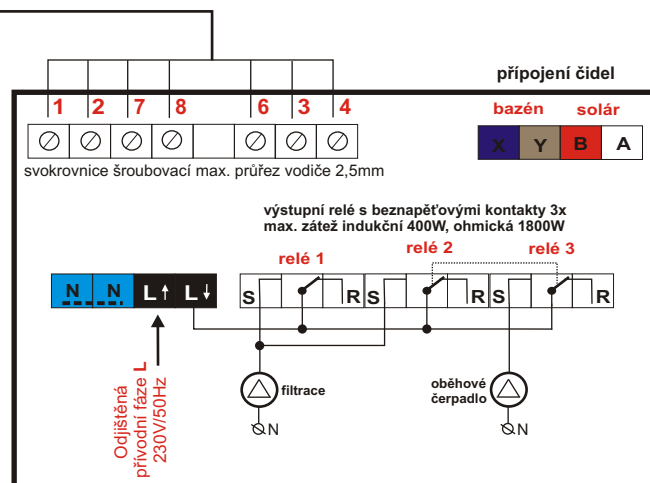 přípojení čidel
1 2 7 8 6 3 4
bazén solár
X Y B A
svokrovnice šroubovací max. průřez vodiče 2,5mm
výstupní relé s beznapěťovými kontakty 3x
max. zátež indukční 400W, ohmická 1800W
relé 1 relé 2 relé 3
N N L↑ L↓ S R S R S R
filtrace
oběhové
čerpadlo
N N
Odjištěná
přívodní fáze L
230V/50Hz